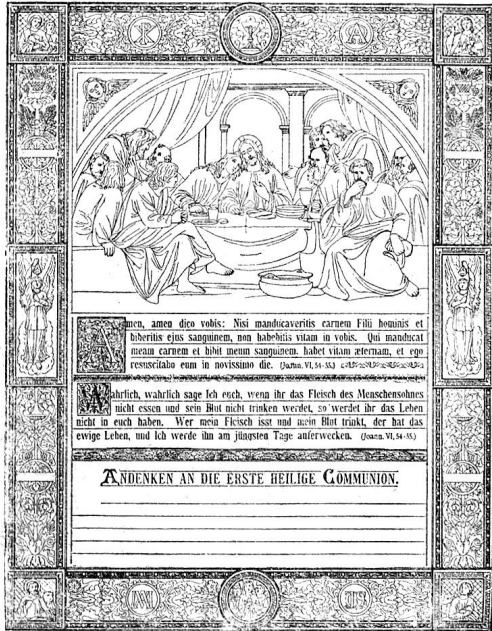 Amen, amen dico vobis: Nisi manducaveritis carnem Filii hominis et
biberitis ejus sanguinem, non habebitis vitam in vobis. Qui manducat
meam carnem et bibit meum sanguinem, habet vitam æternam, et ego
resuscitabo eum in novissimo die. (Joann. VI, 54-55.)
Wahrlich, wahrlich sage Ich euch, wenn ihr das Fleisch des Menschensohnes
nicht essen und sein Blut nicht trinken werdet, so werdet ihr das Leben
nicht in euch haben. Wer mein Fleisch isst und mein Blut trinkt, der hat das
ewige Leben, und Ich werde ihn am jüngsten Tage auferwecken. (Joann. VI, 54-55.)
ANDENKEN AN DIE ERSTE HEILIGE COMMUNION.